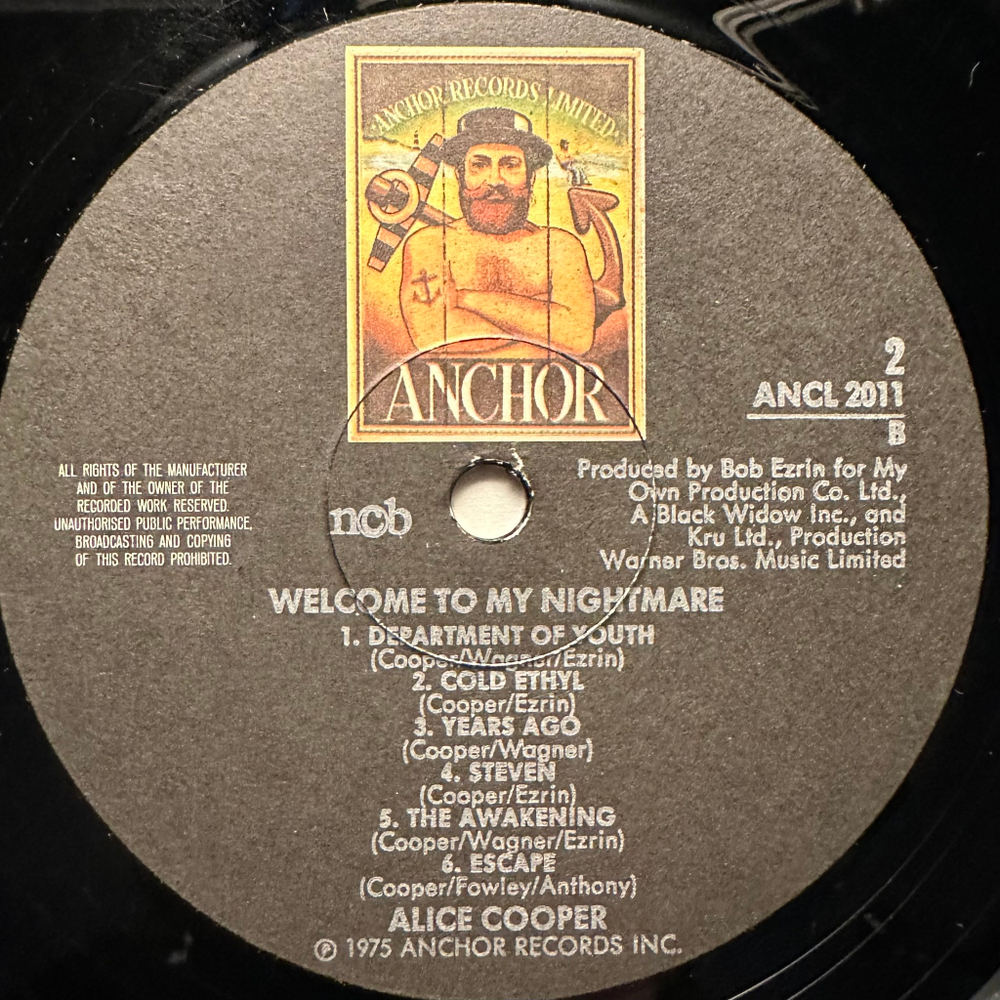 ANCHOR RECORDS LIMITED
ANCHOR
2
ANCL 2011
B
ALL RIGHTS OF THE MANUFACTURER
AND OF THE OWNER OF THE
RECORDED WORK RESERVED.
UNAUTHORISED PUBLIC PERFORMANCE,
BROADCASTING AND COPYING
OF THIS RECORD PROHIBITED.
ncb
Produced by Bob Ezrin for My
Own Production Co. Ltd.,
A Black Widow Inc., and
Kru Ltd., Production
Warner Bros. Music Limited
WELCOME TO MY NIGHTMARE
1. DEPARTMENT OF YOUTH
(Cooper/Wagner/Ezrin)
2. COLD ETHYL
(Cooper/Ezrin)
3. YEARS AGO
(Cooper/Wagner)
4. STEVEN
(Cooper/Ezrin)
5. THE AWAKENING
(Cooper/Wagner/Ezrin)
6. ESCAPE
(Cooper/Fowley/Anthony)
ALICE COOPER
℗ 1975 ANCHOR RECORDS INC.